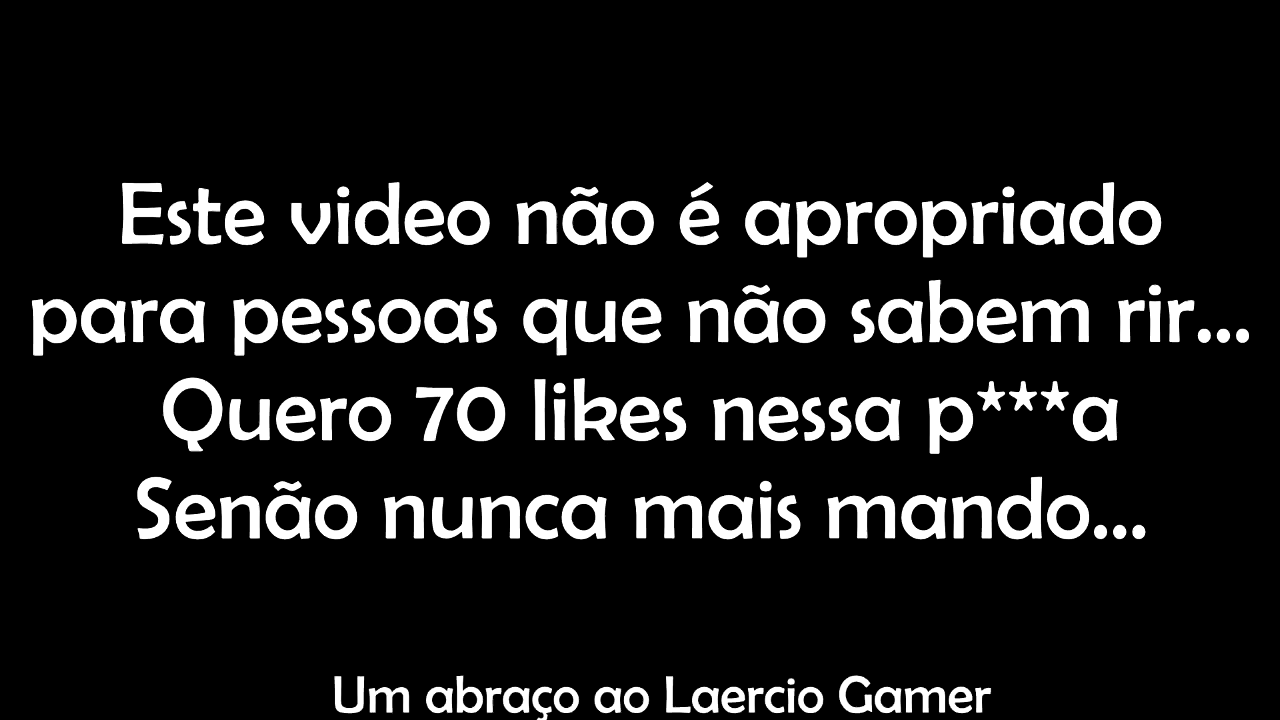 Este video não é apropriado
para pessoas que não sabem rir...
Quero 70 likes nessa p***a
Senão nunca mais mando...
Um abraço ao Laercio Gamer